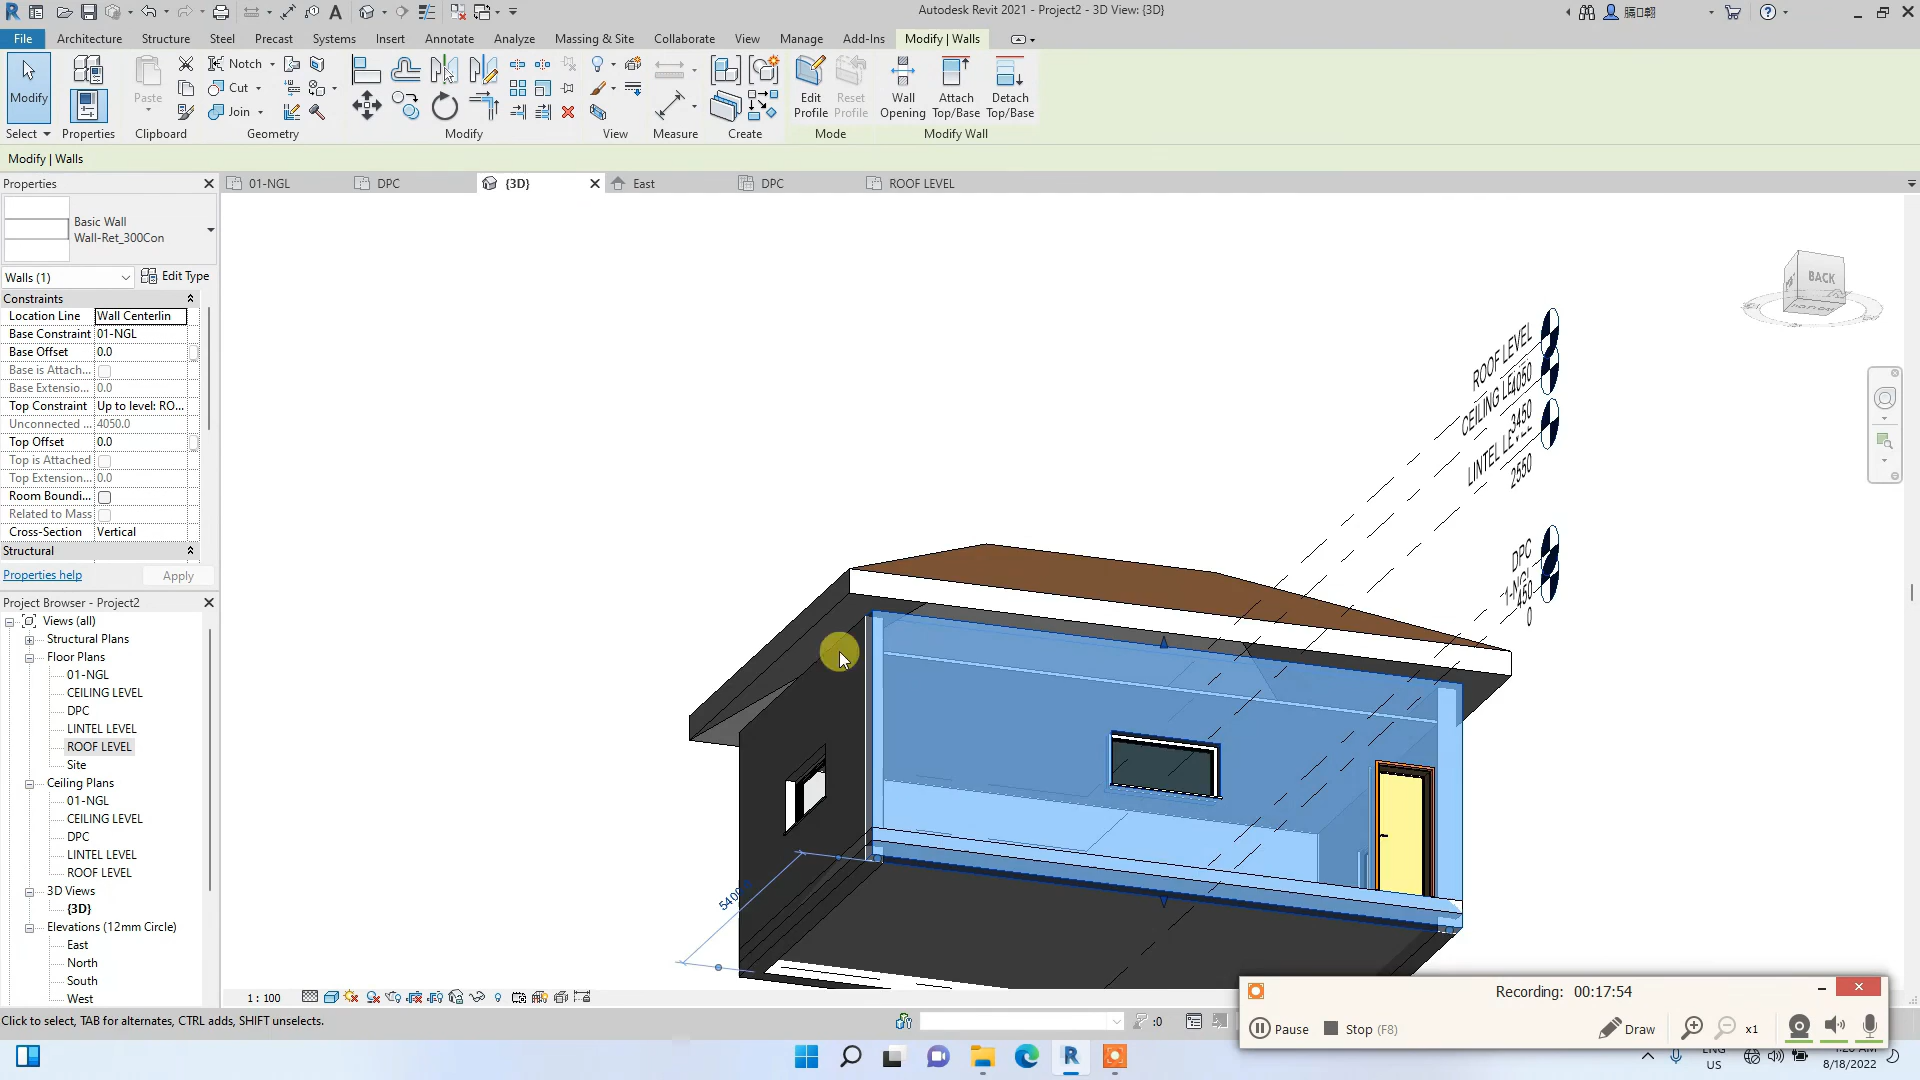 Autodesk Revit 2021 - Project2 - 3D View: {3D}
File Architecture Structure Steel Precast Systems Insert Annotate Analyze Massing & Site Collaborate View Manage Add-Ins Modify | Walls
Modify
Paste
Notch
Cut
Join
Edit Profile
Reset Profile
Wall Opening
Attach Top/Base
Detach Top/Base
Select Properties Clipboard Geometry Modify View Measure Create Mode Modify Wall
Modify | Walls
Properties
01-NGL DPC {3D} East DPC ROOF LEVEL
Basic Wall
Wall-Ret_300Con
Walls (1) Edit Type
Constraints
Location Line Wall Centerlin
Base Constraint 01-NGL
Base Offset 0.0
Base is Attach...
Base Extensio... 0.0
Top Constraint Up to level: RO...
Unconnected ... 4050.0
Top Offset 0.0
Top is Attached
Top Extension... 0.0
Room Boundi...
Related to Mass
Cross-Section Vertical
Structural
Properties help Apply
Project Browser - Project2
Views (all)
Structural Plans
Floor Plans
01-NGL
CEILING LEVEL
DPC
LINTEL LEVEL
ROOF LEVEL
Site
Ceiling Plans
01-NGL
CEILING LEVEL
DPC
LINTEL LEVEL
ROOF LEVEL
3D Views
{3D}
Elevations (12mm Circle)
East
North
South
West
BACK
ROOF LEVEL
4050
CEILING LE
3450
LINTEL LEVEL
2550
DPC
450
1-NGL
0
5400
1 : 100
Click to select, TAB for alternates, CTRL adds, SHIFT unselects.
:0
Recording: 00:17:54
Pause Stop (F8) Draw x1
ENG
US
8/18/2022